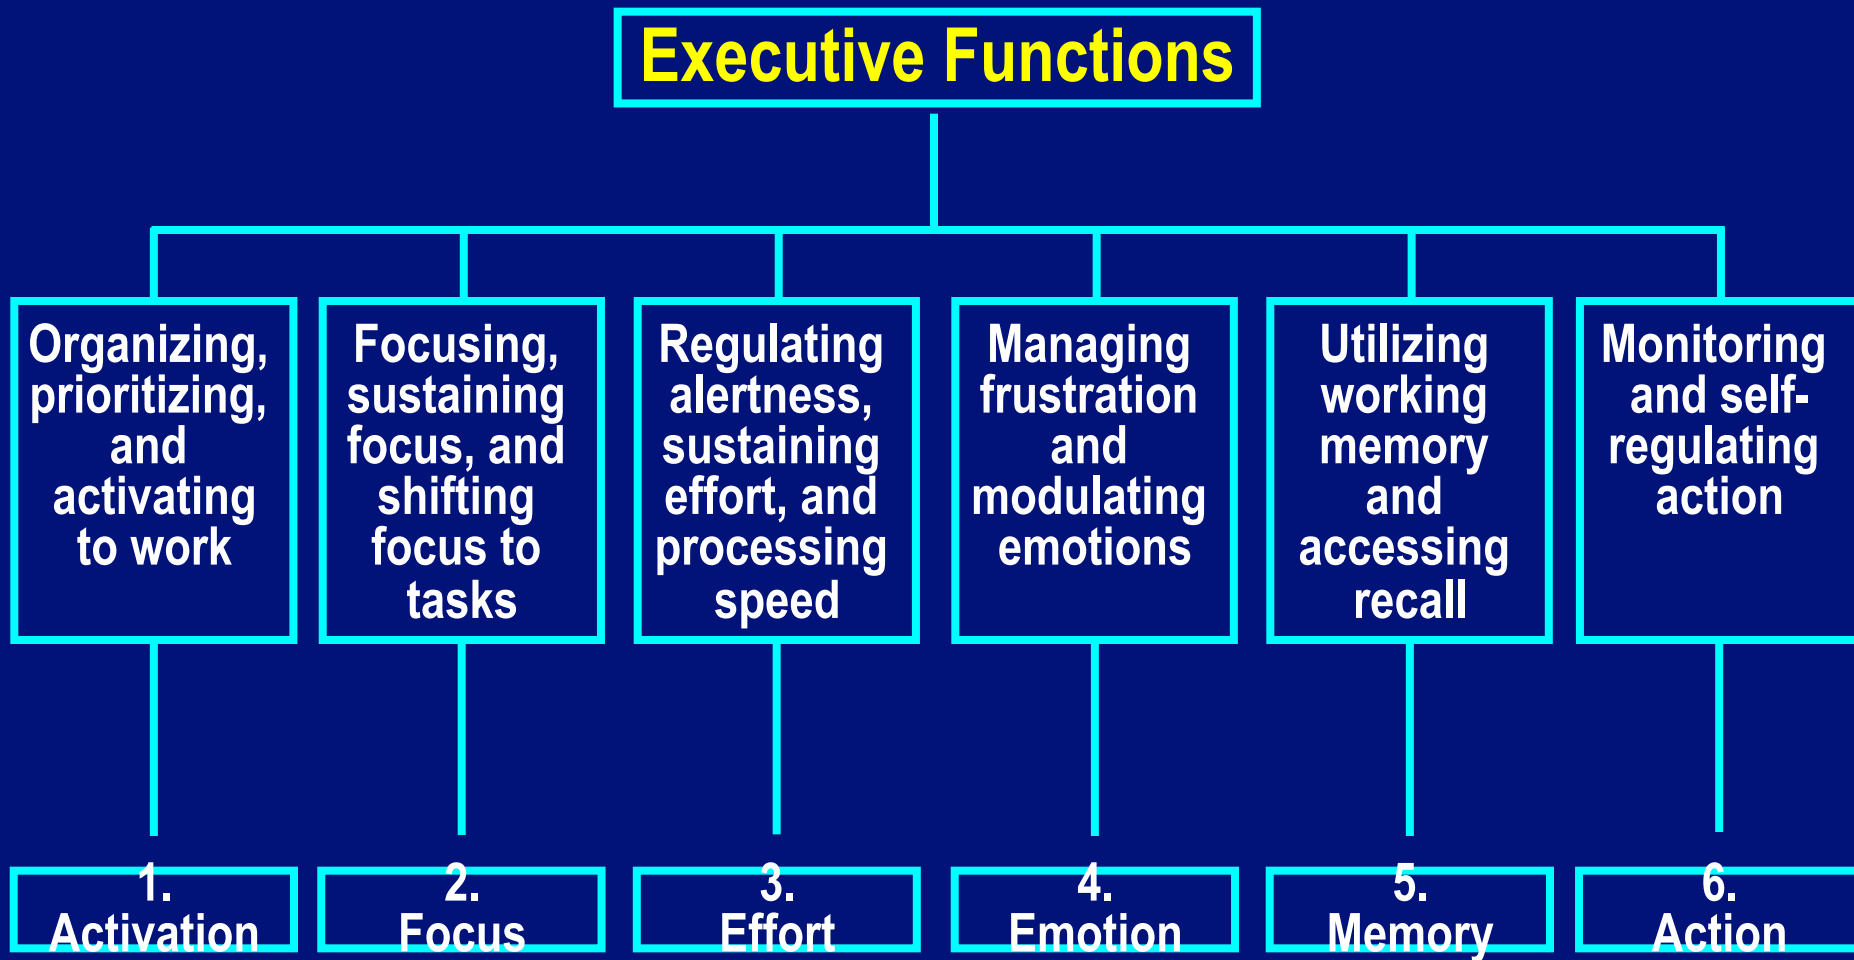 Executive Functions
Organizing,
prioritizing,
and
activating
to work
Focusing,
sustaining
focus, and
shifting
focus to
tasks
Regulating
alertness,
sustaining
effort, and
processing
speed
Managing
frustration
and
modulating
emotions
Utilizing
working
memory
and
accessing
recall
Monitoring
and self-
regulating
action
1.
Activation
2.
Focus
3.
Effort
4.
Emotion
5.
Memory
6.
Action